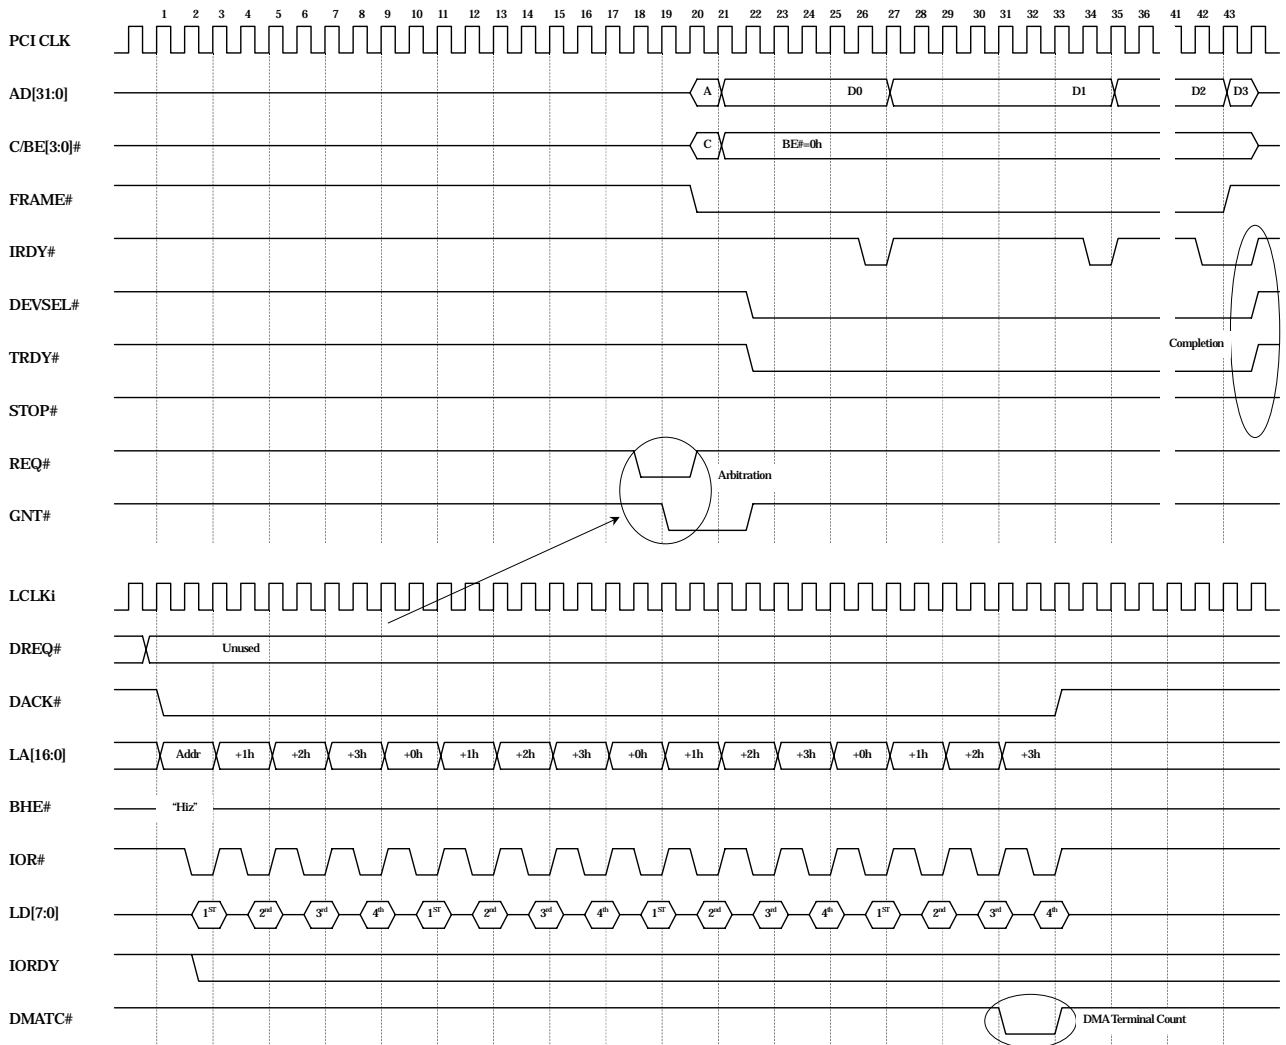 1 2 3 4 5 6 7 8 9 10 11 12 13 14 15 16 17 18 19 20 21 22 23 24 26 27 28 29 30 31 32 33 34 35 36 41 42 43
PCI CLK
AD[31:0] A D0 D1 D2 D3
C/BE[3:0]# C BE#=0h
FRAME#
IRDY#
DEVSEL#
Completion
TRDY#
STOP#
REQ#
Arbitration
GNT#
LCLKi
DREQ# Unused
DACK#
LA[16:0] Addr +1h +2h +3h +0h +1h +2h +3h +0h +1h +2h +3h +0h +1h +2h +3h
BHE# "Hiz"
IOR#
LD[7:0] 1ST 2nd 3rd 4th 1ST 2nd 3rd 4th 1ST 2nd 3rd 4th 1ST 2nd 3rd 4th
IORDY
DMATC# DMA Terminal Count